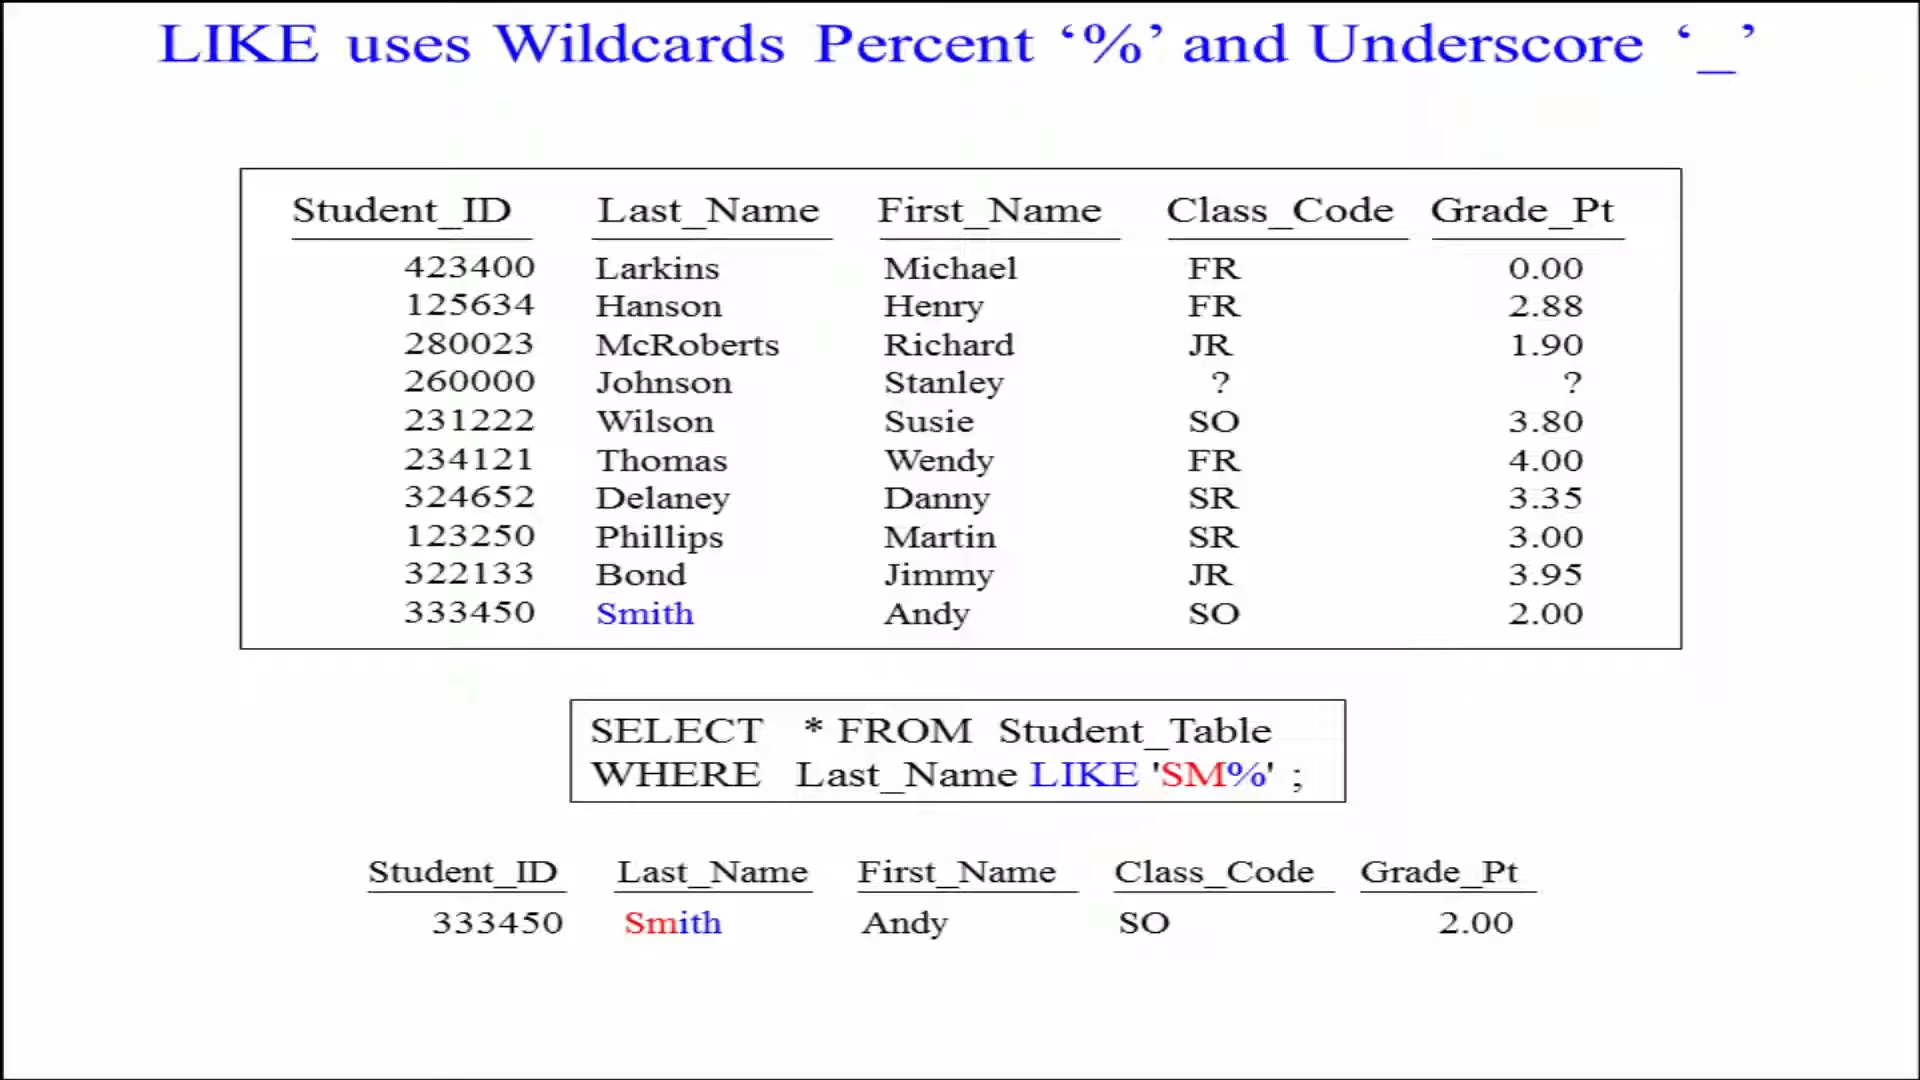 LIKE uses Wildcards Percent ‘%’ and Underscore ‘_’
Student_ID Last_Name First_Name Class_Code Grade_Pt
423400 Larkins Michael FR 0.00
125634 Hanson Henry FR 2.88
280023 McRoberts Richard JR 1.90
260000 Johnson Stanley ? ?
231222 Wilson Susie SO 3.80
234121 Thomas Wendy FR 4.00
324652 Delaney Danny SR 3.35
123250 Phillips Martin SR 3.00
322133 Bond Jimmy JR 3.95
333450 Smith Andy SO 2.00
SELECT * FROM Student_Table
WHERE Last_Name LIKE 'SM%' ;
Student_ID Last_Name First_Name Class_Code Grade_Pt
333450 Smith Andy SO 2.00